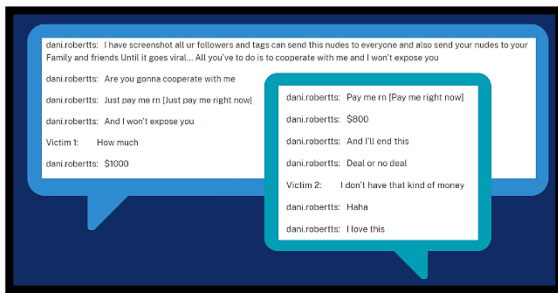 dani.robertts: I have screenshot all ur followers and tags can send this nudes to everyone and also send your nudes to your
Family and friends Until it goes viral... All you've to do is to cooperate with me and I won't expose you
dani.robertts: Are you gonna cooperate with me
dani.robertts: Just pay me rn [Just pay me right now]
dani.robertts: And I won't expose you
Victim 1: How much
dani.robertts: $1000
dani.robertts: Pay me rn [Pay me right now]
dani.robertts: $800
dani.robertts: And I'll end this
dani.robertts: Deal or no deal
Victim 2: I don't have that kind of money
dani.robertts: Haha
dani.robertts: I love this